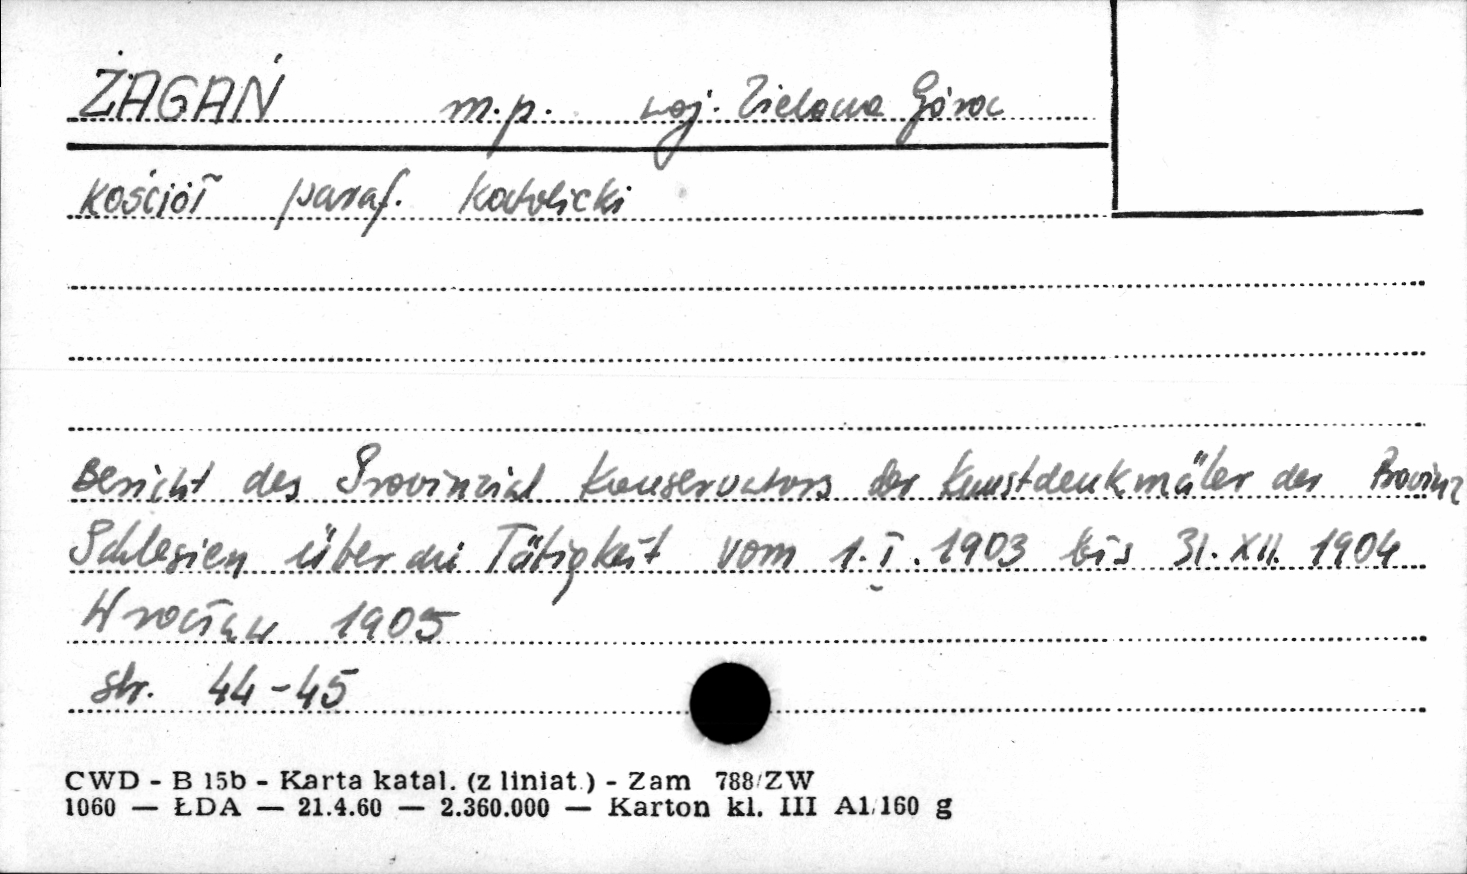 ŻAGAŃ m.p. woj. Zielona Góra
kościół paraf. katolicki
Bericht des Provinzial Konservators der Kunstdenkmäler der Provinz
Schlesien über die Tätigkeit vom 1.I.1903 bis 31.XII.1904
Wrocław 1905
str. 44-45
CWD - B 15b - Karta katal. (z liniat.) - Zam 788/ZW
1060 — ŁDA — 21.4.60 — 2.360.000 — Karton kl. III A1/160 g